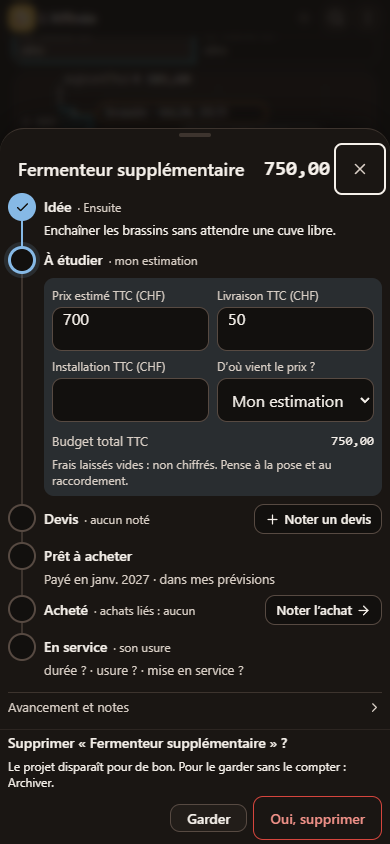 Fermenteur supplémentaire 750,00
Idée · Ensuite
Enchaîner les brassins sans attendre une cuve libre.
À étudier · mon estimation
Prix estimé TTC (CHF) Livraison TTC (CHF)
700 50
Installation TTC (CHF) D'où vient le prix ?
Mon estimation
Budget total TTC 750,00
Frais laissés vides : non chiffrés. Pense à la pose et au
raccordement.
Devis · aucun noté + Noter un devis
Prêt à acheter
Payé en janv. 2027 · dans mes prévisions
Acheté · achats liés : aucun Noter l'achat →
En service · son usure
durée ? · usure ? · mise en service ?
Avancement et notes
Supprimer « Fermenteur supplémentaire » ?
Le projet disparaît pour de bon. Pour le garder sans le compter :
Archiver.
Garder Oui, supprimer